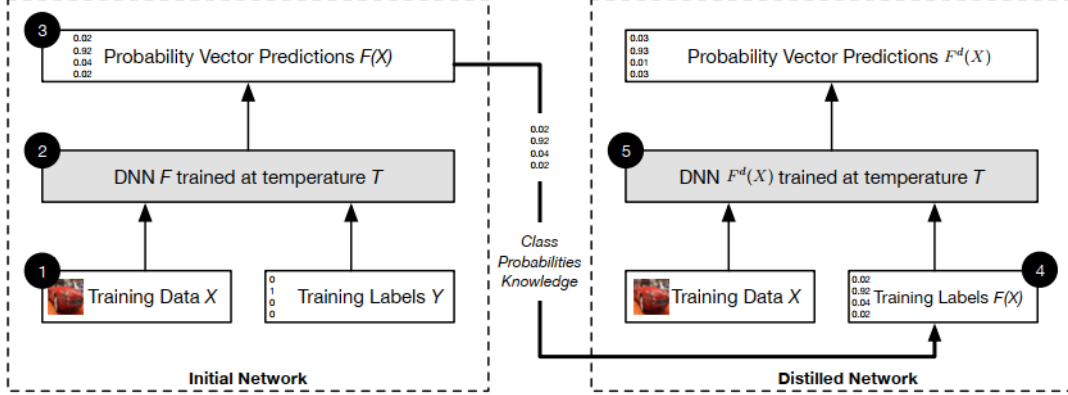 3
0.02
0.92
0.04
0.02
Probability Vector Predictions F(X)
2
DNN F trained at temperature T
1
Training Data X
0
1
0
0
Training Labels Y
Initial Network
0.02
0.92
0.04
0.02
Class
Probabilities
Knowledge
0.03
0.93
0.01
0.03
Probability Vector Predictions F^d(X)
5
DNN F^d(X) trained at temperature T
Training Data X
4
0.02
0.92
0.04
0.02
Training Labels F(X)
Distilled Network